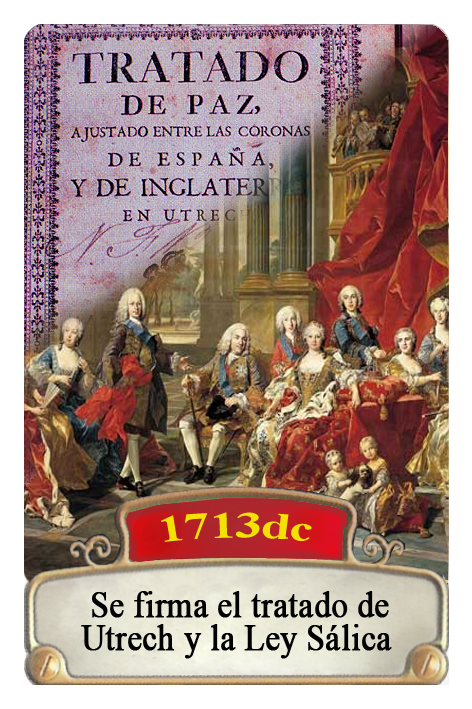 TRATADO
DE PAZ,
AJUSTADO ENTRE LAS CORONAS
DE ESPAÑA,
Y DE INGLATERR
EN UTRECH
1713dc
Se firma el tratado de
Utrech y la Ley Sálica